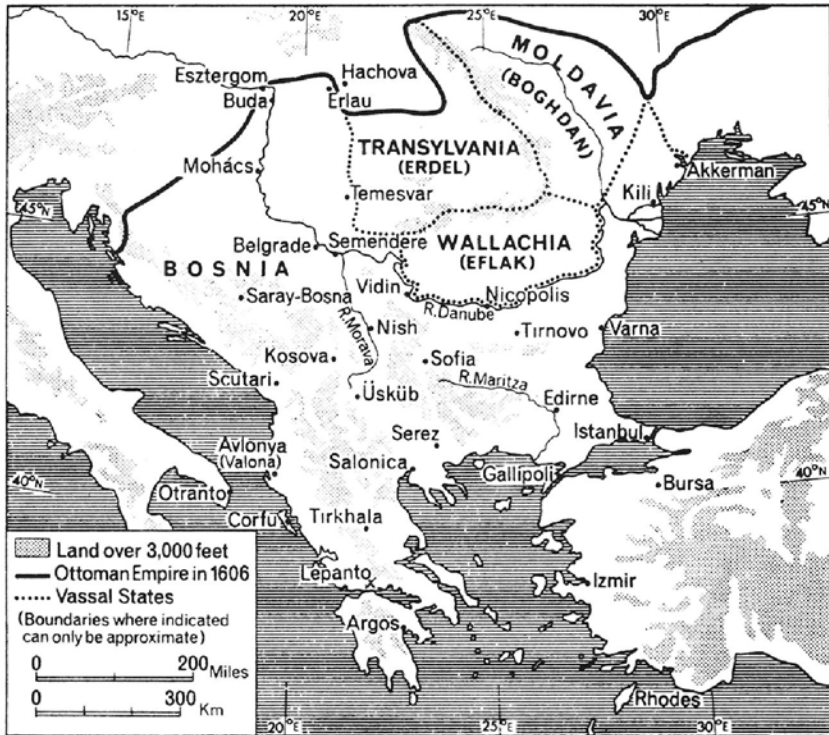 15°E
20°E
25°E
30°E
MOLDAVIA
(BOGHDAN)
Esztergom
Hachova
Buda
Erlau
TRANSYLVANIA
(ERDEL)
Akkerman
Mohács
Temesvar
Kili
45°N
45°N
Belgrade
Semendere
WALLACHIA
(EFLAK)
BOSNIA
Saray-Bosna
Vidin
Nicopolis
R.Danube
R.Morava
Nish
Tırnovo
Varna
Kosova
Sofia
Scutari
Üsküb
R.Maritza
Edirne
Istanbul
Avlonya
(Valona)
Serez
Salonica
Gallipoli
40°N
40°N
Otranto
Bursa
Corfu
Tırkhala
Land over 3,000 feet
Ottoman Empire in 1606
Lepanto
Izmir
Vassal States
(Boundaries where indicated
can only be approximate)
Argos
0 200 Miles
0 300 Km
Rhodes
20°E
25°E
30°E